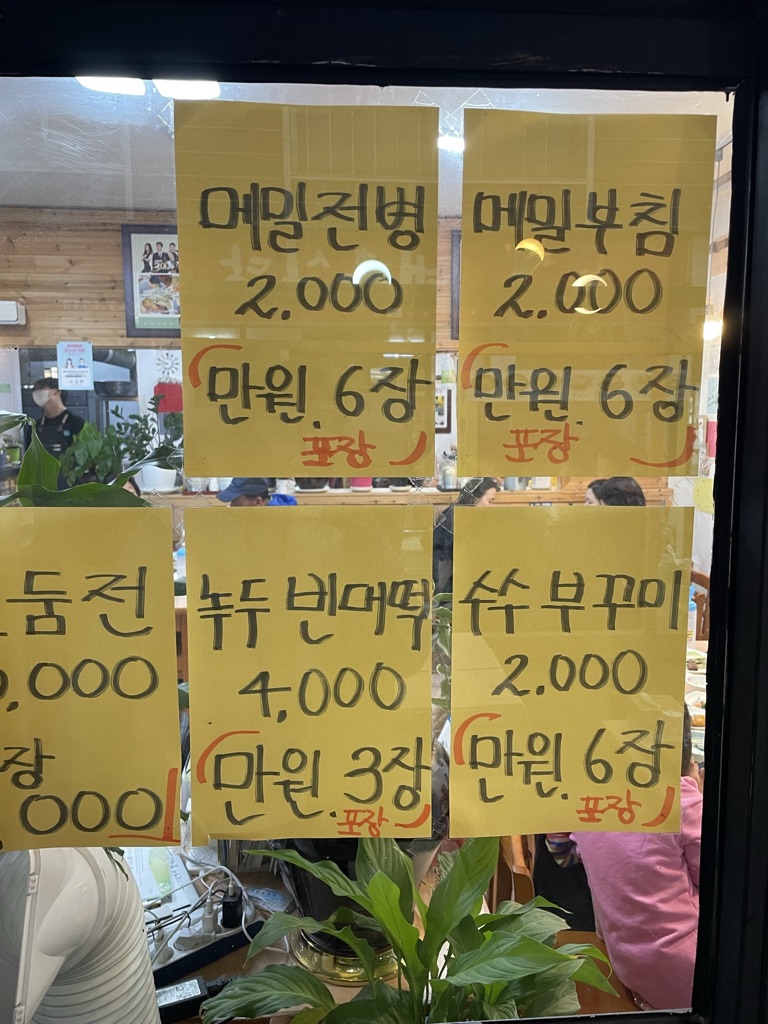 메밀전병
2.000
만원. 6장
포장
메밀부침
2.000
만원. 6장
포장
둠전
,000
장
,000
녹두 빈대떡
4,000
만원. 3장
포장
수수 부꾸미
2.000
만원. 6장
포장